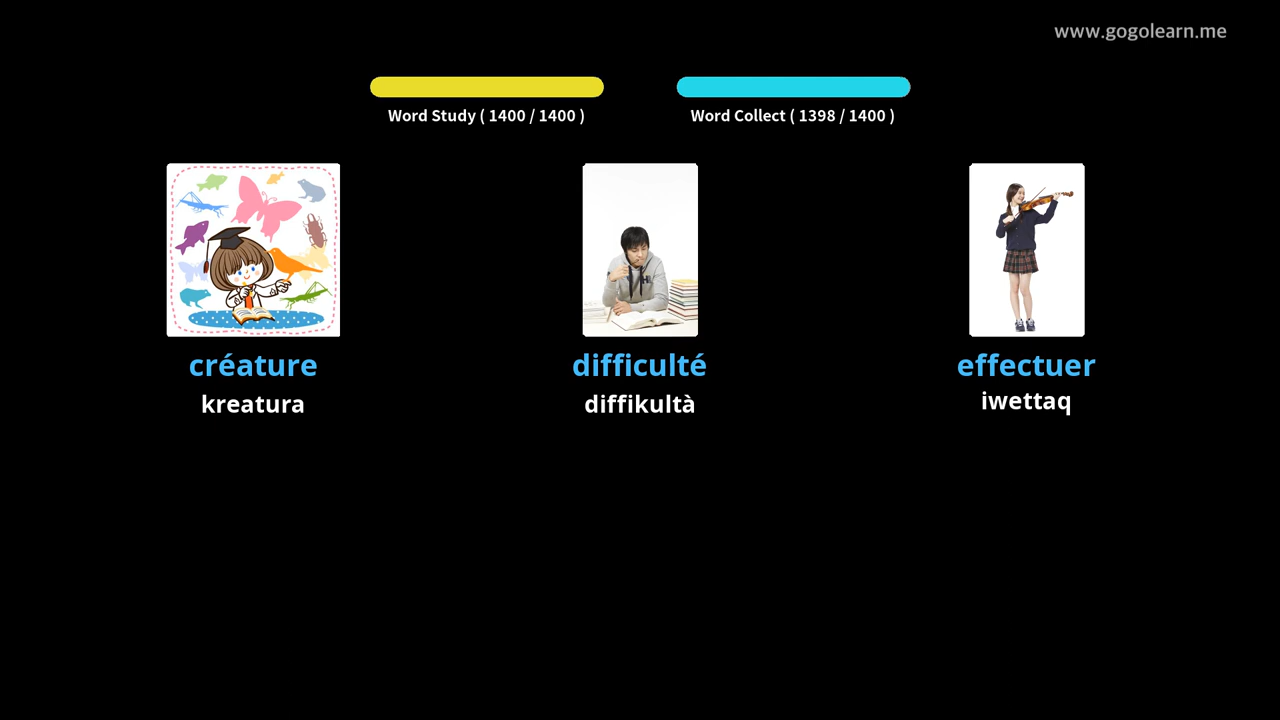 www.gogolearn.me
Word Study ( 1400 / 1400 )
Word Collect ( 1398 / 1400 )
créature
kreatura
difficulté
diffikultà
effectuer
iwettaq